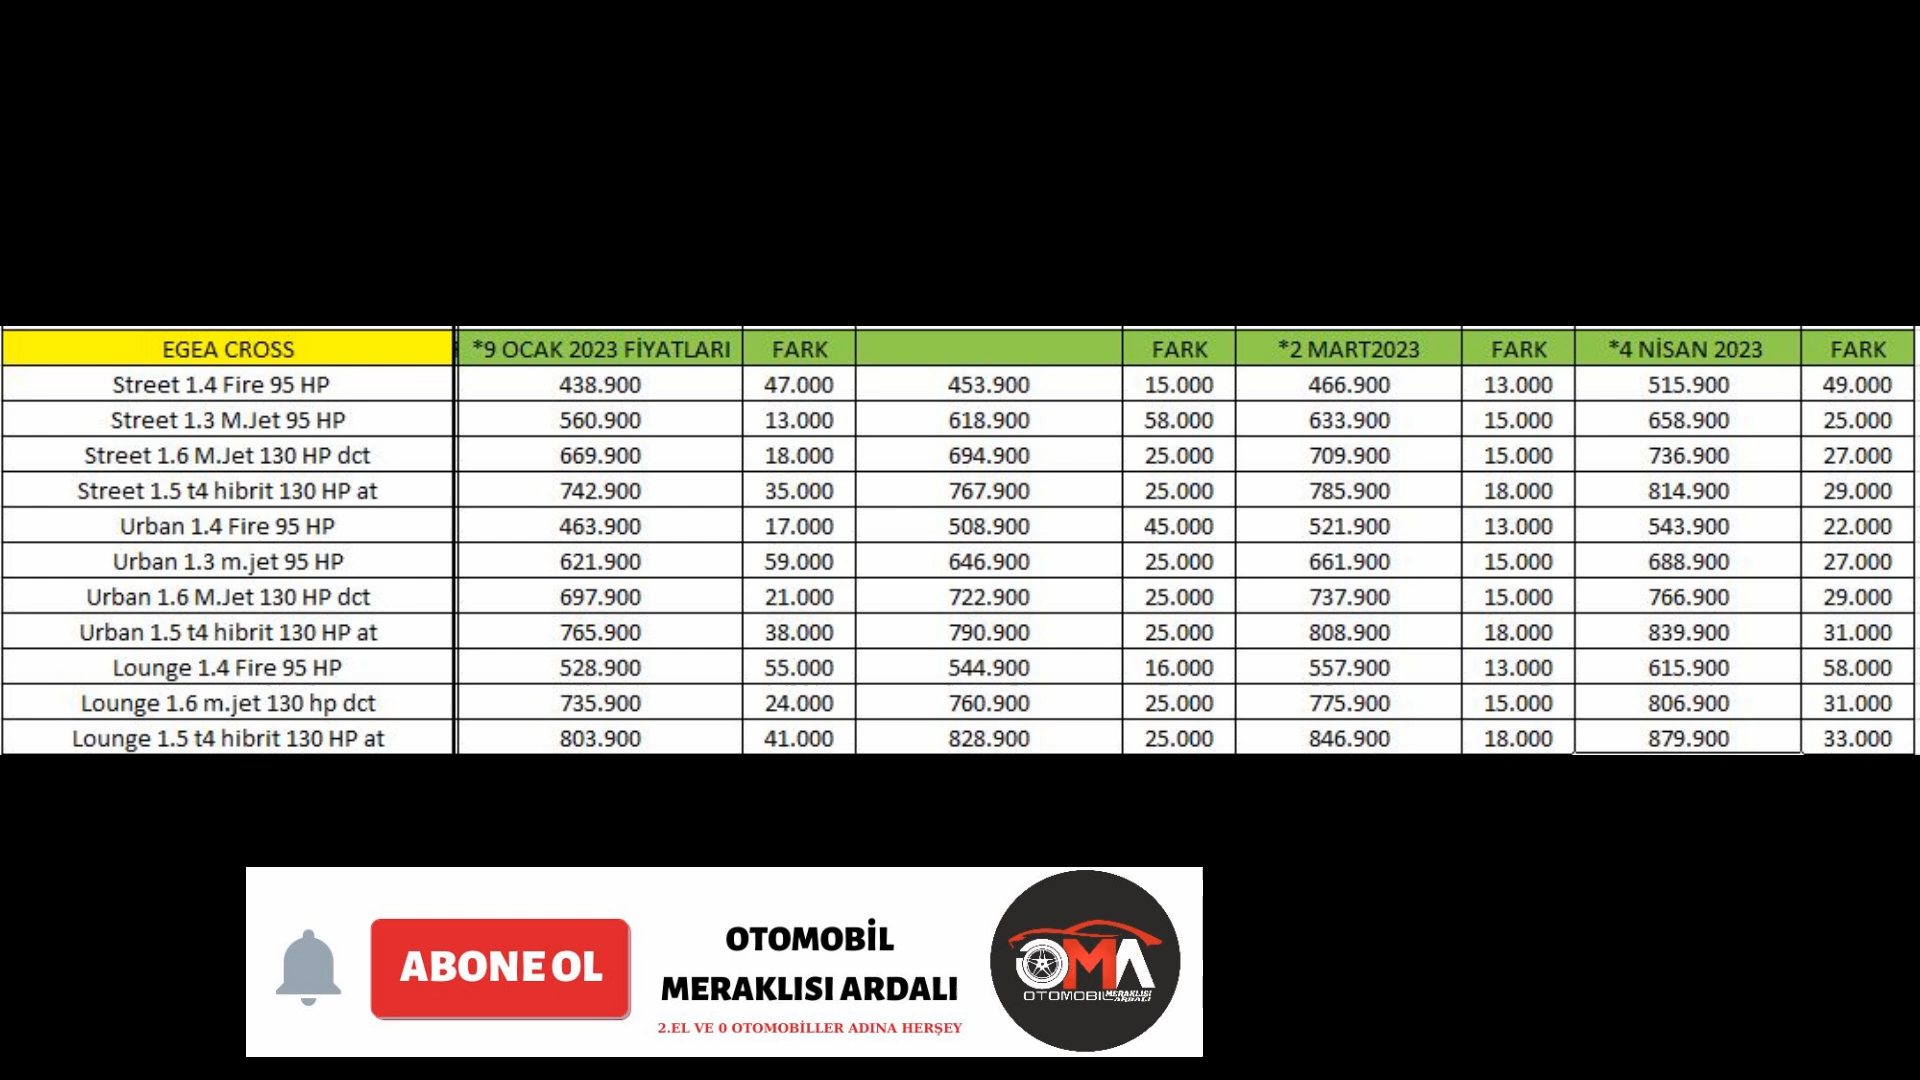 EGEA CROSS *9 OCAK 2023 FİYATLARI FARK FARK *2 MART2023 FARK *4 NİSAN 2023 FARK
Street 1.4 Fire 95 HP 438.900 47.000 453.900 15.000 466.900 13.000 515.900 49.000
Street 1.3 M.Jet 95 HP 560.900 13.000 618.900 58.000 633.900 15.000 658.900 25.000
Street 1.6 M.Jet 130 HP dct 669.900 18.000 694.900 25.000 709.900 15.000 736.900 27.000
Street 1.5 t4 hibrit 130 HP at 742.900 35.000 767.900 25.000 785.900 18.000 814.900 29.000
Urban 1.4 Fire 95 HP 463.900 17.000 508.900 45.000 521.900 13.000 543.900 22.000
Urban 1.3 m.jet 95 HP 621.900 59.000 646.900 25.000 661.900 15.000 688.900 27.000
Urban 1.6 M.Jet 130 HP dct 697.900 21.000 722.900 25.000 737.900 15.000 766.900 29.000
Urban 1.5 t4 hibrit 130 HP at 765.900 38.000 790.900 25.000 808.900 18.000 839.900 31.000
Lounge 1.4 Fire 95 HP 528.900 55.000 544.900 16.000 557.900 13.000 615.900 58.000
Lounge 1.6 m.jet 130 hp dct 735.900 24.000 760.900 25.000 775.900 15.000 806.900 31.000
Lounge 1.5 t4 hibrit 130 HP at 803.900 41.000 828.900 25.000 846.900 18.000 879.900 33.000
ABONE OL
OTOMOBİL
MERAKLISI ARDALI
2.EL VE 0 OTOMOBİLLER ADINA HERŞEY
OMA
OTOMOBIL MERAKLISI
ARDALI